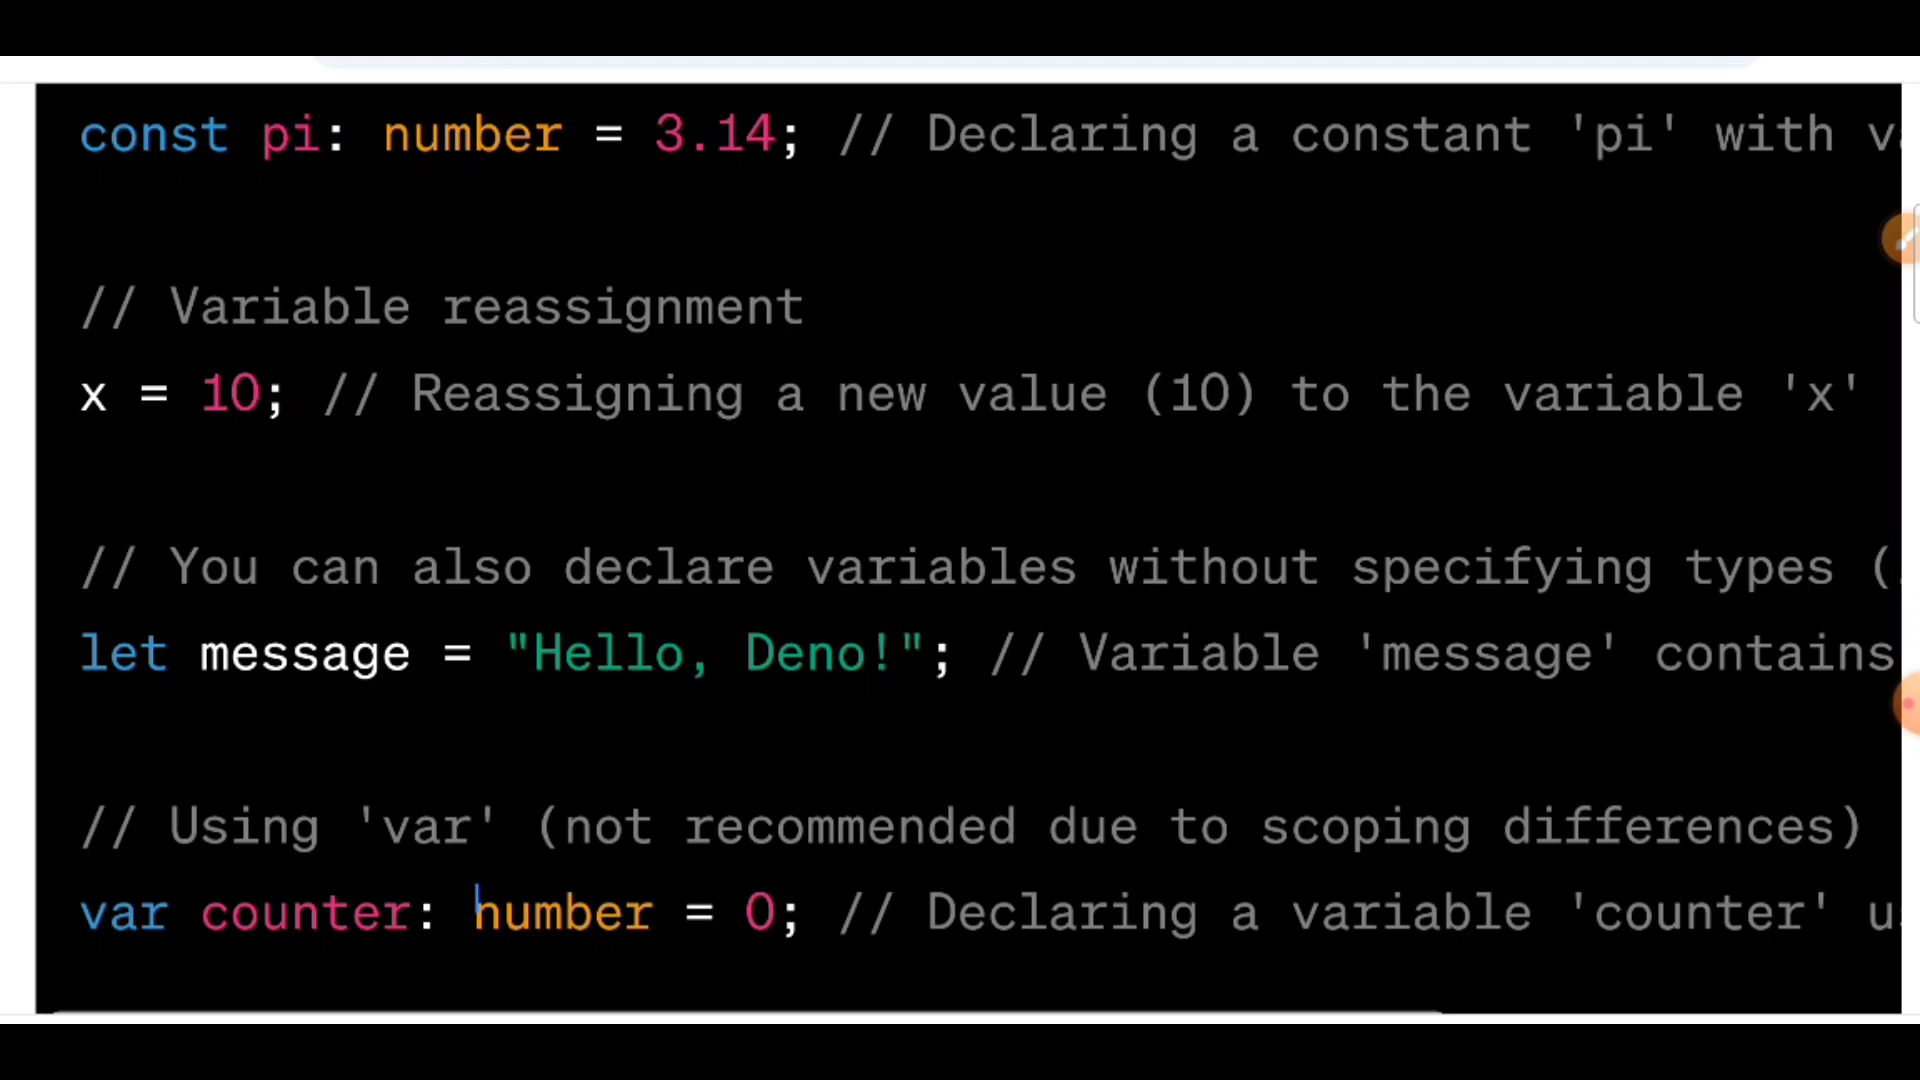 const pi: number = 3.14; // Declaring a constant 'pi' with
// Variable reassignment
x = 10; // Reassigning a new value (10) to the variable 'x'
// You can also declare variables without specifying types (
let message = "Hello, Deno!"; // Variable 'message' contains
// Using 'var' (not recommended due to scoping differences)
var counter: number = 0; // Declaring a variable 'counter'